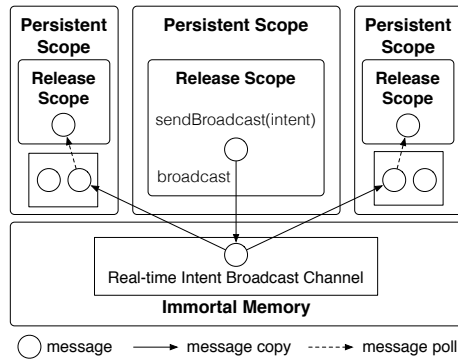 Persistent
Scope
Release
Scope
Persistent Scope
Release Scope
sendBroadcast(intent)
broadcast
Persistent
Scope
Release
Scope
Real-time Intent Broadcast Channel
Immortal Memory
message
message copy
message poll